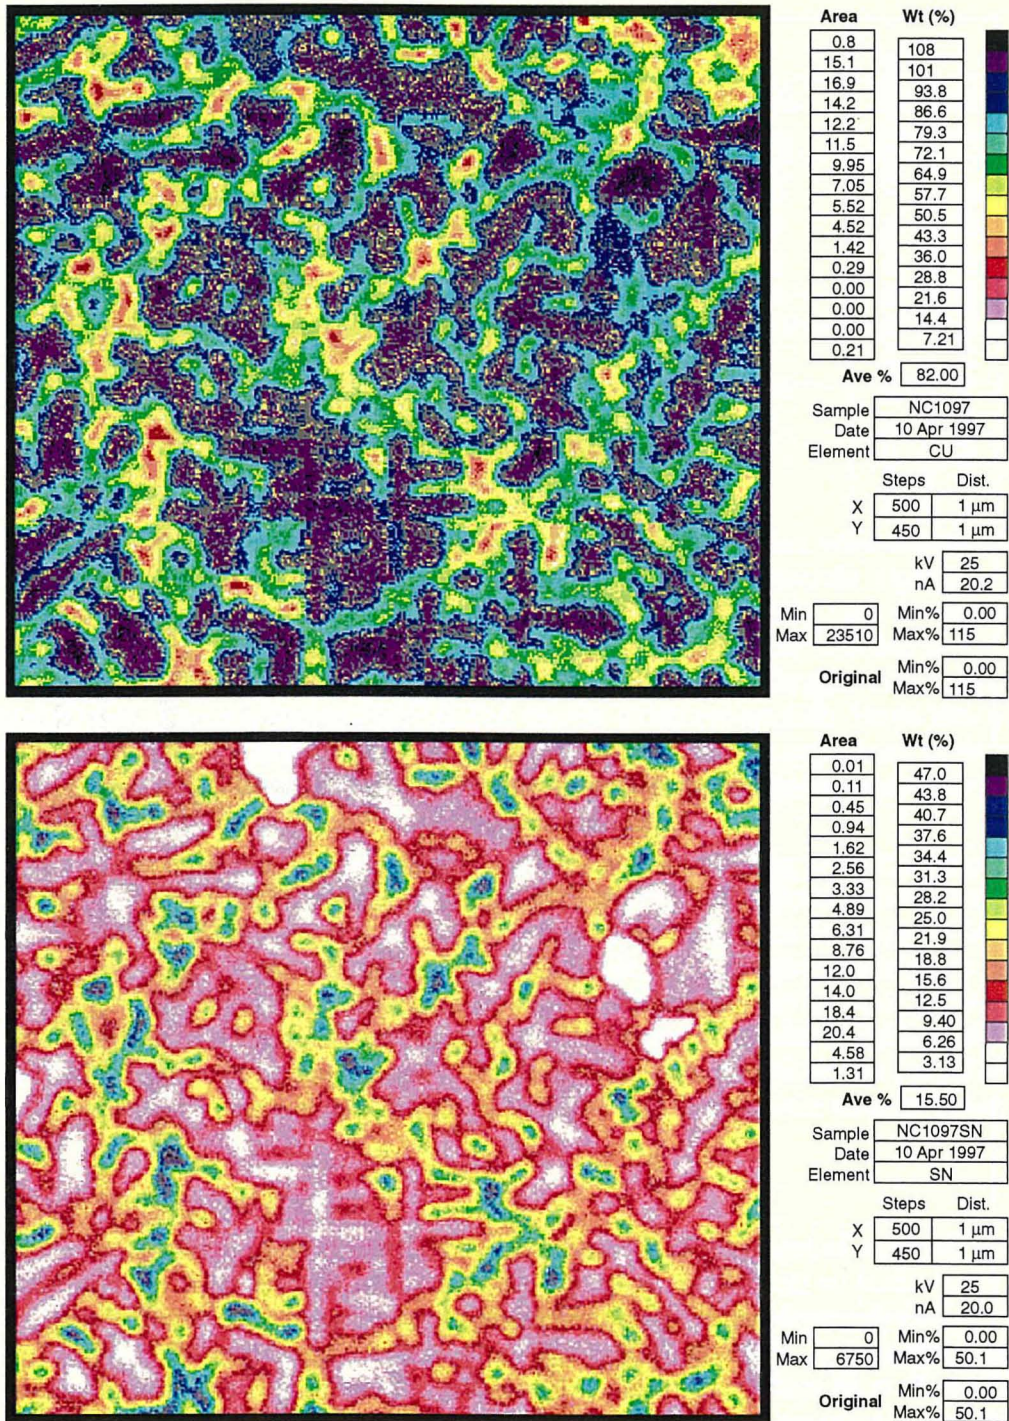 Area Wt (%)
0.8
15.1
16.9
14.2
12.2
11.5
9.95
7.05
5.52
4.52
1.42
0.29
0.00
0.00
0.00
0.21
108
101
93.8
86.6
79.3
72.1
64.9
57.7
50.5
43.3
36.0
28.8
21.6
14.4
7.21
Ave % 82.00
Sample NC1097
Date 10 Apr 1997
Element CU
Steps Dist.
X 500 1 µm
Y 450 1 µm
kV 25
nA 20.2
Min 0 Min% 0.00
Max 23510 Max% 115
Original Min% 0.00
Max% 115
Area Wt (%)
0.01
0.11
0.45
0.94
1.62
2.56
3.33
4.89
6.31
8.76
12.0
14.0
18.4
20.4
4.58
1.31
47.0
43.8
40.7
37.6
34.4
31.3
28.2
25.0
21.9
18.8
15.6
12.5
9.40
6.26
3.13
Ave % 15.50
Sample NC1097SN
Date 10 Apr 1997
Element SN
Steps Dist.
X 500 1 µm
Y 450 1 µm
kV 25
nA 20.0
Min 0 Min% 0.00
Max 6750 Max% 50.1
Original Min% 0.00
Max% 50.1